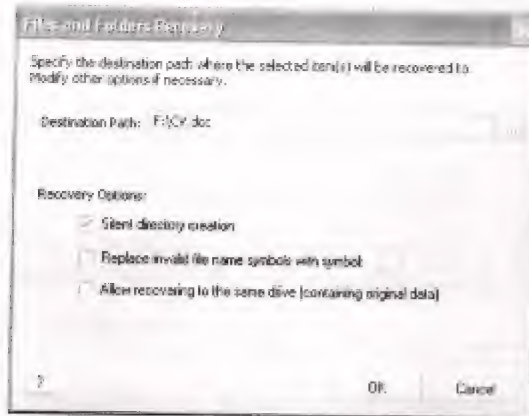 Files and Folders Recovery
Specify the destination path where the selected item(s) will be recovered to.
Modify other options if necessary.
Destination Path: F:\CV.doc
...
Recovery Options:
Silent directory creation
Replace invalid file name symbols with symbol:
Allow recovering to the same drive (containing original data)
?
OK
Cancel